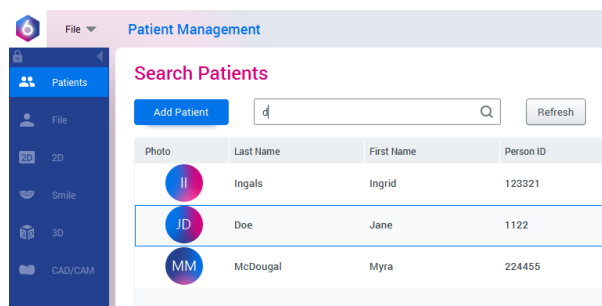 6 File Patient Management
Patients
File
2D 2D
Smile
3D
CAD/CAM
Search Patients
Add Patient d Refresh
Photo Last Name First Name Person ID
II Ingals Ingrid 123321
JD Doe Jane 1122
MM McDougal Myra 224455